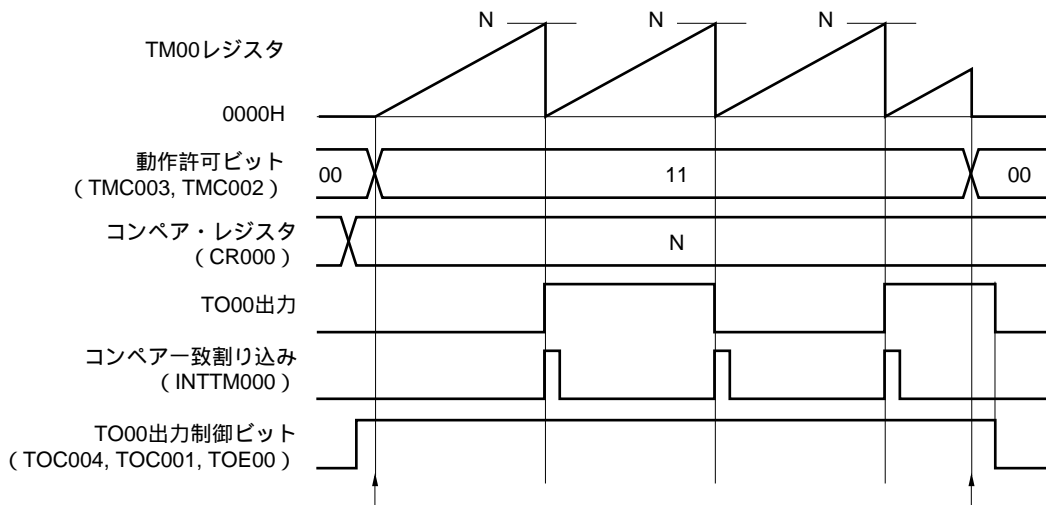 N N N
TM00レジスタ
0000H
動作許可ビット
（TMC003, TMC002）
00 11 00
コンペア・レジスタ
（CR000）
N
TO00出力
コンペア一致割り込み
（INTTM000）
TO00出力制御ビット
（TOC004, TOC001, TOE00）